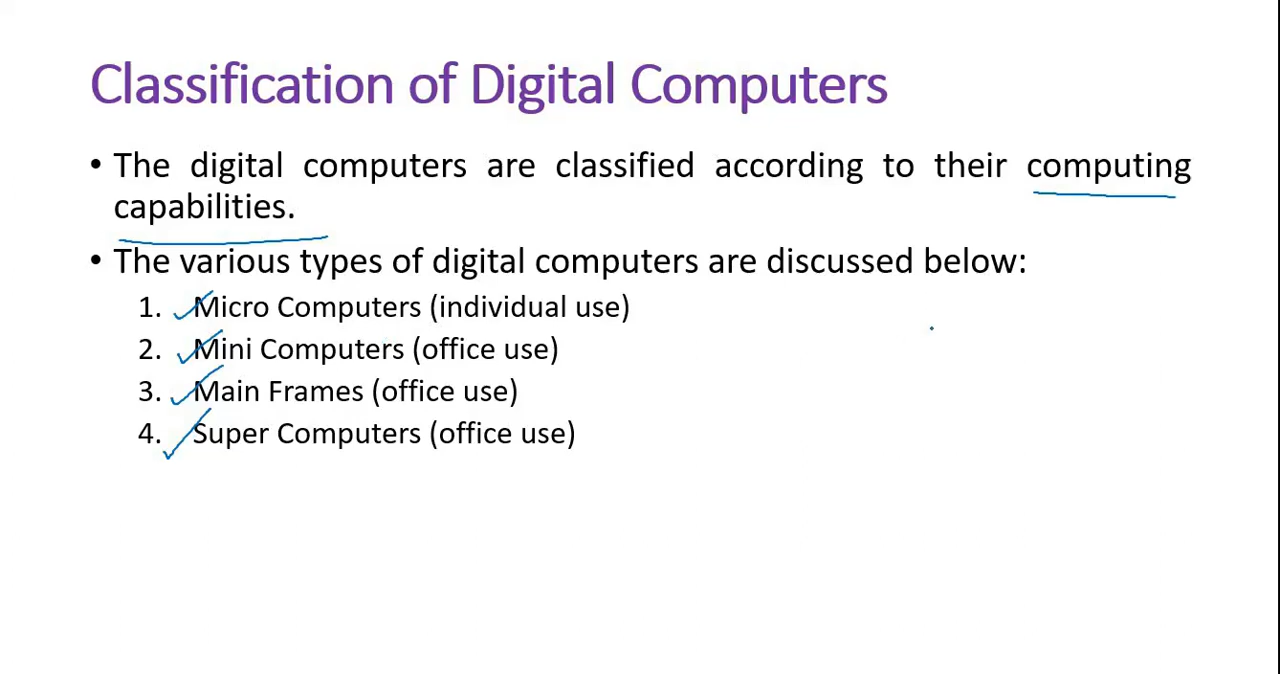 Classification of Digital Computers
• The digital computers are classified according to their computing
capabilities.
• The various types of digital computers are discussed below:
1. Micro Computers (individual use)
2. Mini Computers (office use)
3. Main Frames (office use)
4. Super Computers (office use)